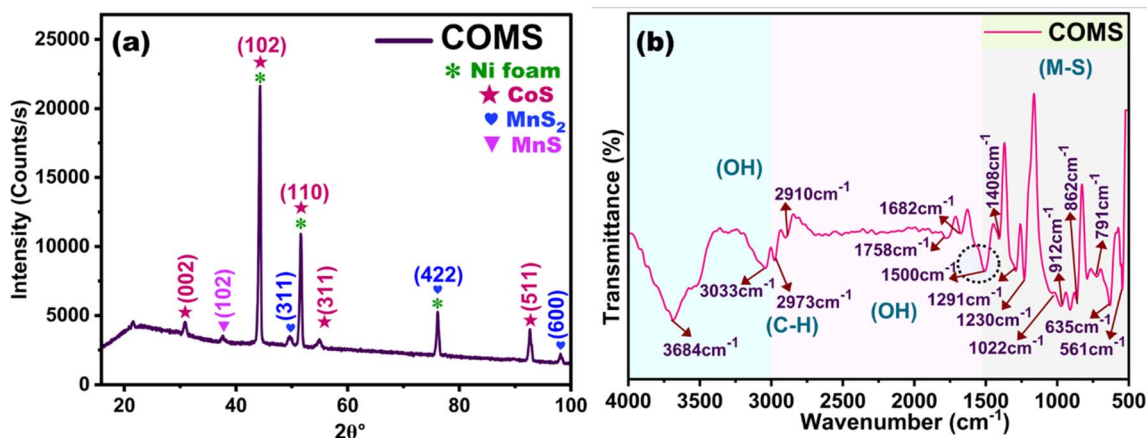 (a)
COMS
* Ni foam
★ CoS
♥ MnS₂
▼ MnS
(002)
(102)
(102)
(311)
(110)
(311)
(422)
(511)
(600)
25000
20000
15000
10000
5000
0
Intensity (Counts/s)
20
40
60
80
100
2θ°
(b)
COMS
(M-S)
(OH)
(C-H)
(OH)
3684cm⁻¹
3033cm⁻¹
2973cm⁻¹
2910cm⁻¹
1758cm⁻¹
1682cm⁻¹
1500cm⁻¹
1408cm⁻¹
1291cm⁻¹
1230cm⁻¹
1022cm⁻¹
912cm⁻¹
862cm⁻¹
791cm⁻¹
635cm⁻¹
561cm⁻¹
Transmittance (%)
4000
3500
3000
2500
2000
1500
1000
500
Wavenumber (cm⁻¹)